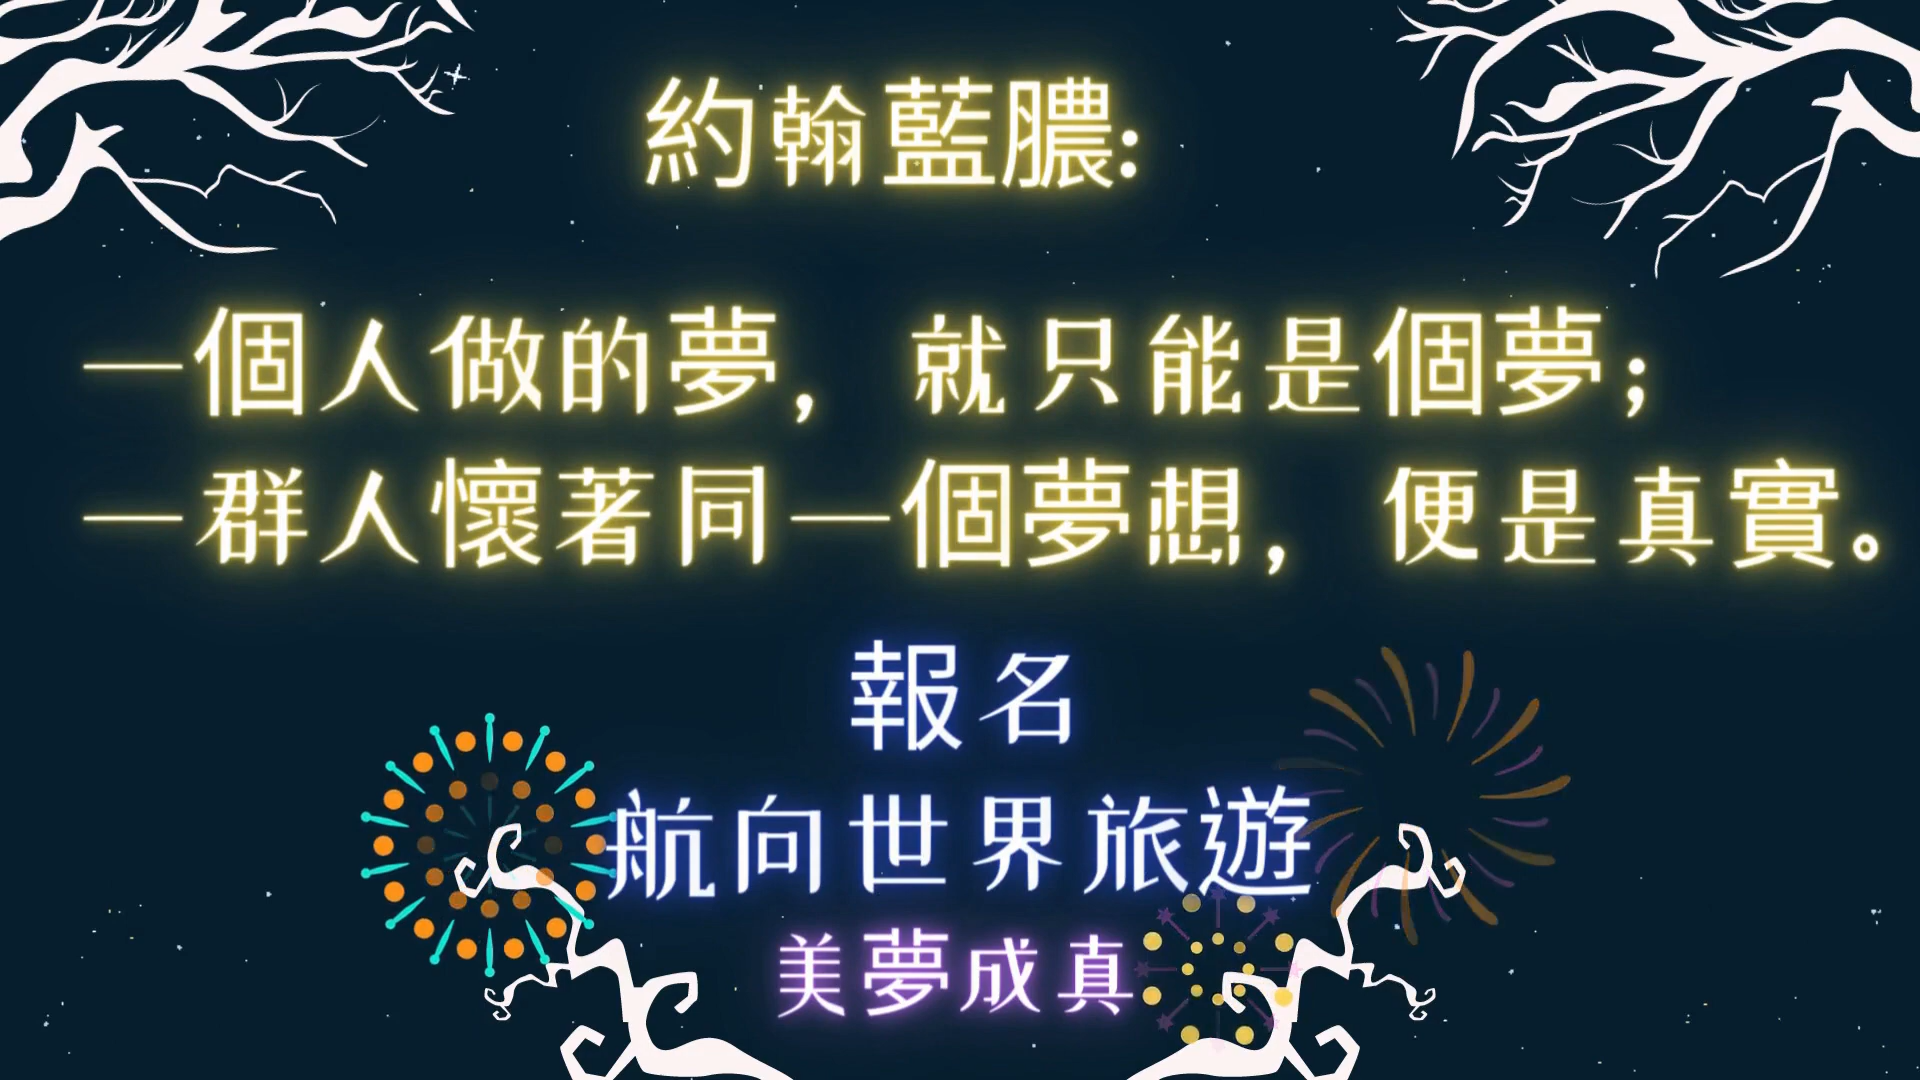 約翰藍膿:
一個人做的夢，就只能是個夢；
一群人懷著同一個夢想，便是真實。
報名
航向世界旅遊
美夢成真